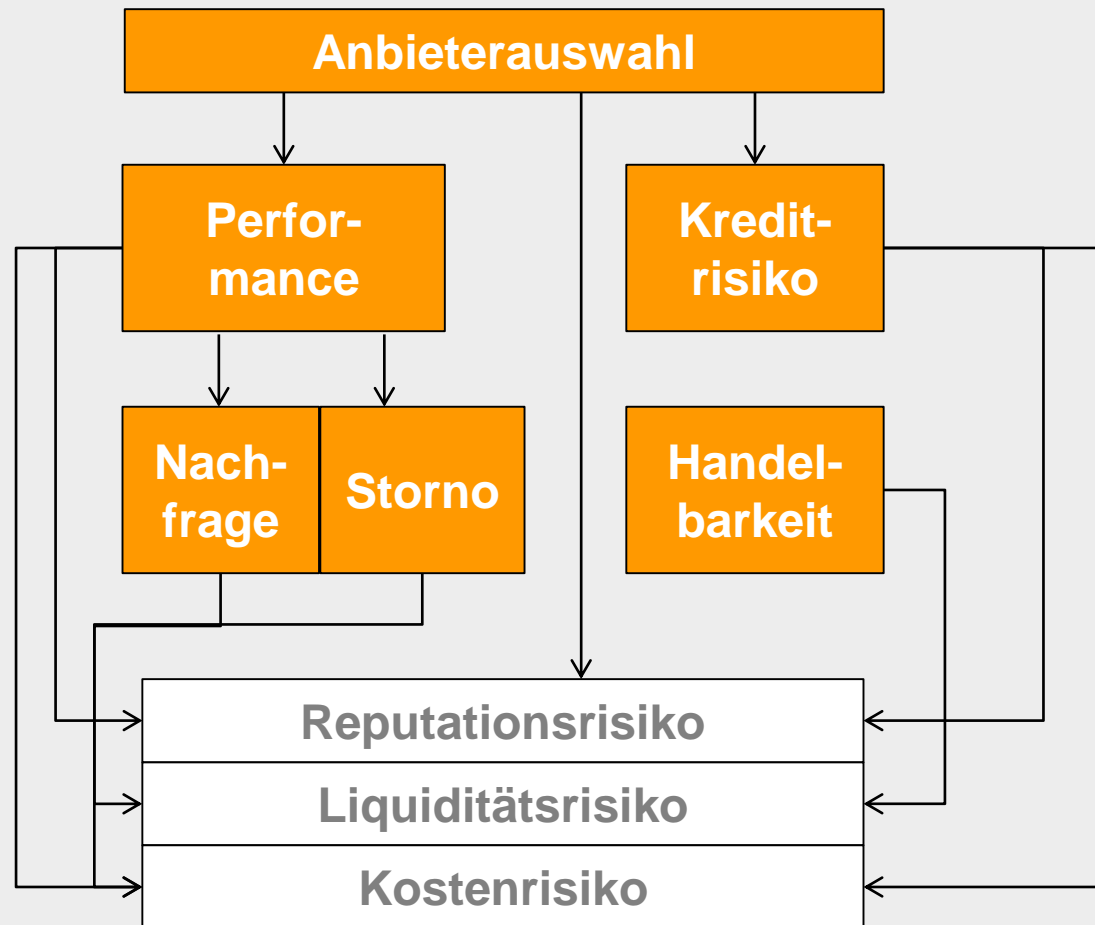 Anbieterauswahl
Perfor-
mance
Kredit-
risiko
Nach-
frage
Storno
Handel-
barkeit
Reputationsrisiko
Liquiditätsrisiko
Kostenrisiko